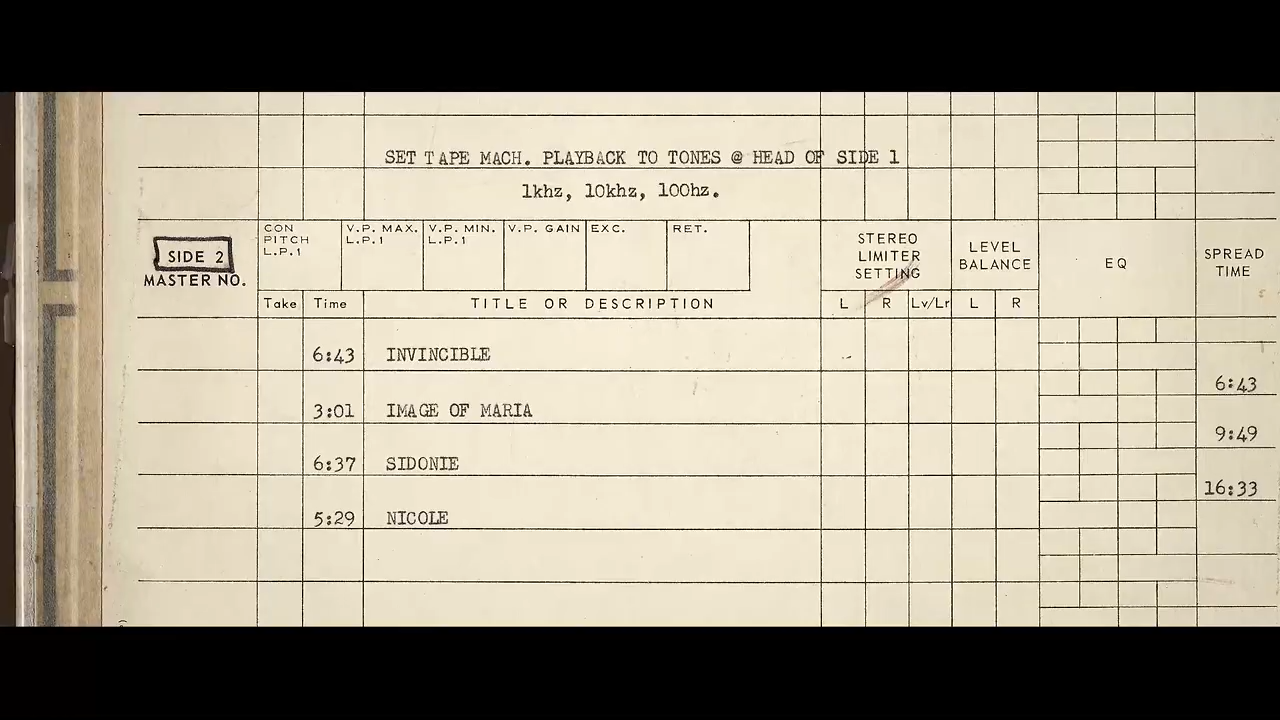 SET TAPE MACH. PLAYBACK TO TONES @ HEAD OF SIDE 1
1khz, 10khz, 100hz.
SIDE 2
MASTER NO.
CON PITCH L.P.1
V.P. MAX. L.P.1
V.P. MIN. L.P.1
V.P. GAIN
EXC.
RET.
STEREO LIMITER SETTING
LEVEL BALANCE
EQ
SPREAD TIME
Take Time TITLE OR DESCRIPTION L R Lv/Lr L R
6:43 INVINCIBLE
6:43
3:01 IMAGE OF MARIA
9:49
6:37 SIDONIE
16:33
5:29 NICOLE